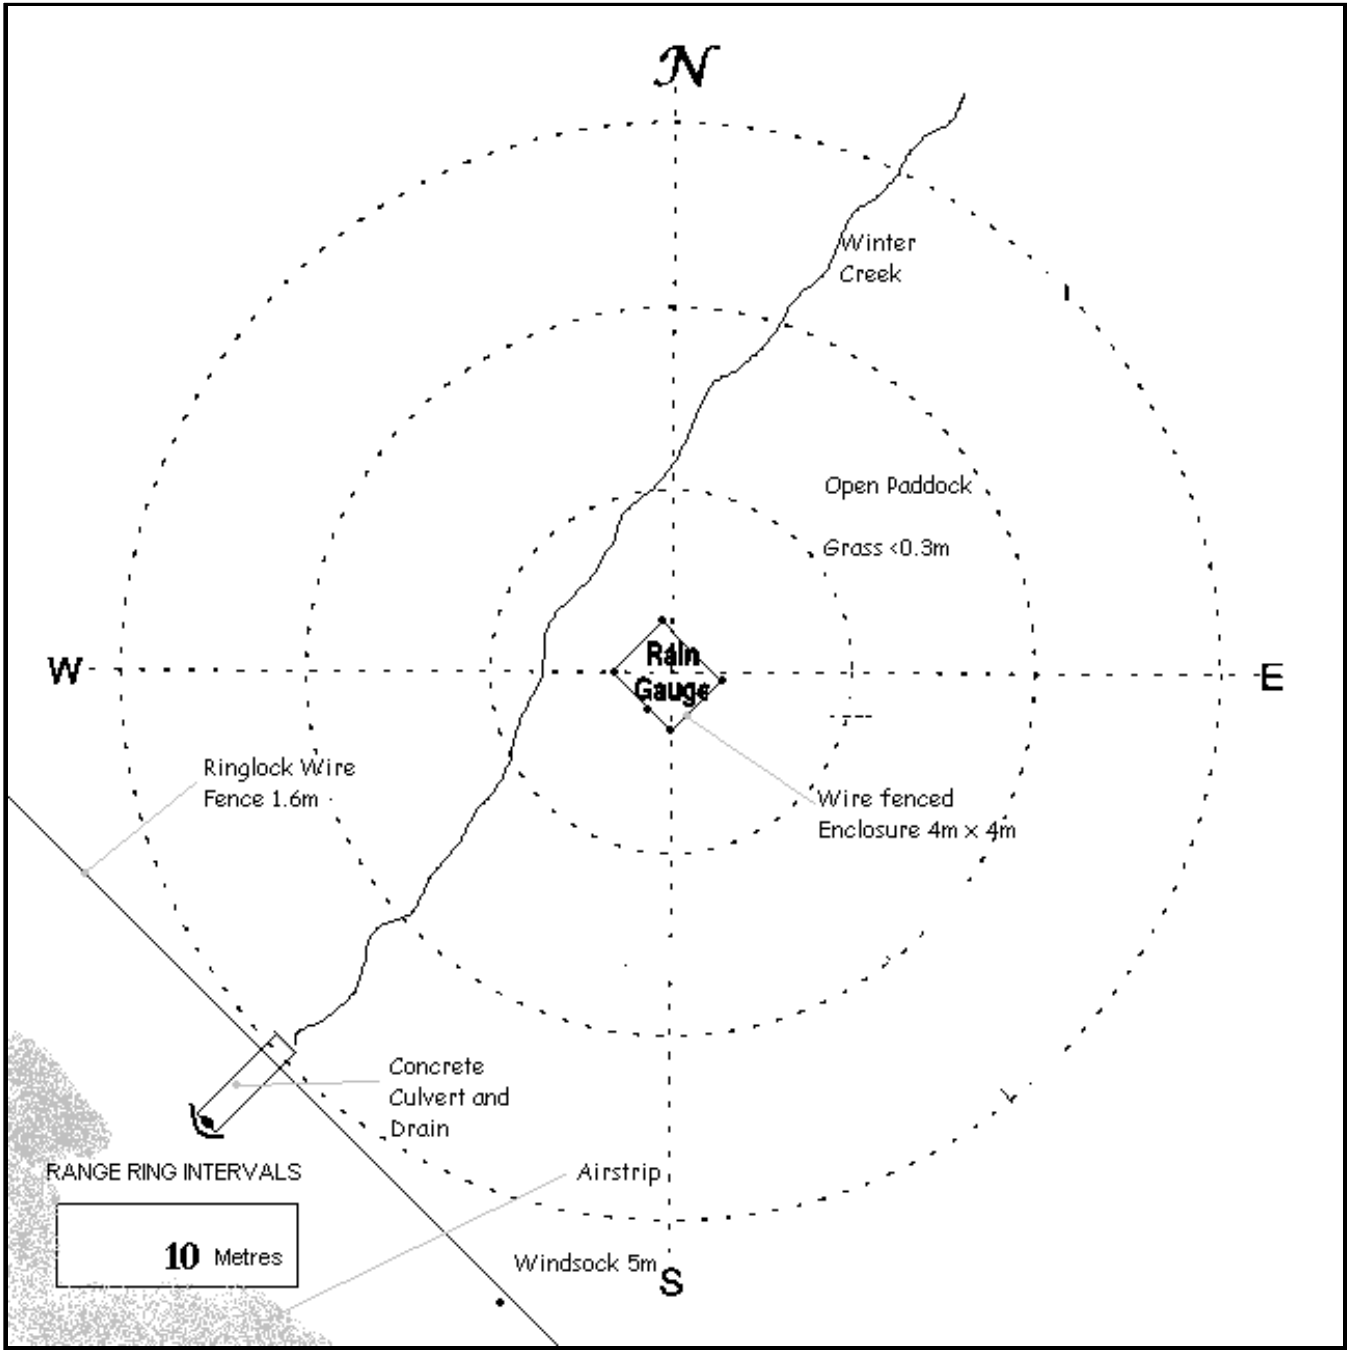 N
Winter
Creek
Open Paddock
Grass <0.3m
Rain
Gauge
W
E
Ringlock Wire
Fence 1.6m
Wire fenced
Enclosure 4m x 4m
Concrete
Culvert and
Drain
RANGE RING INTERVALS
Airstrip
10 Metres
Windsock 5m
S